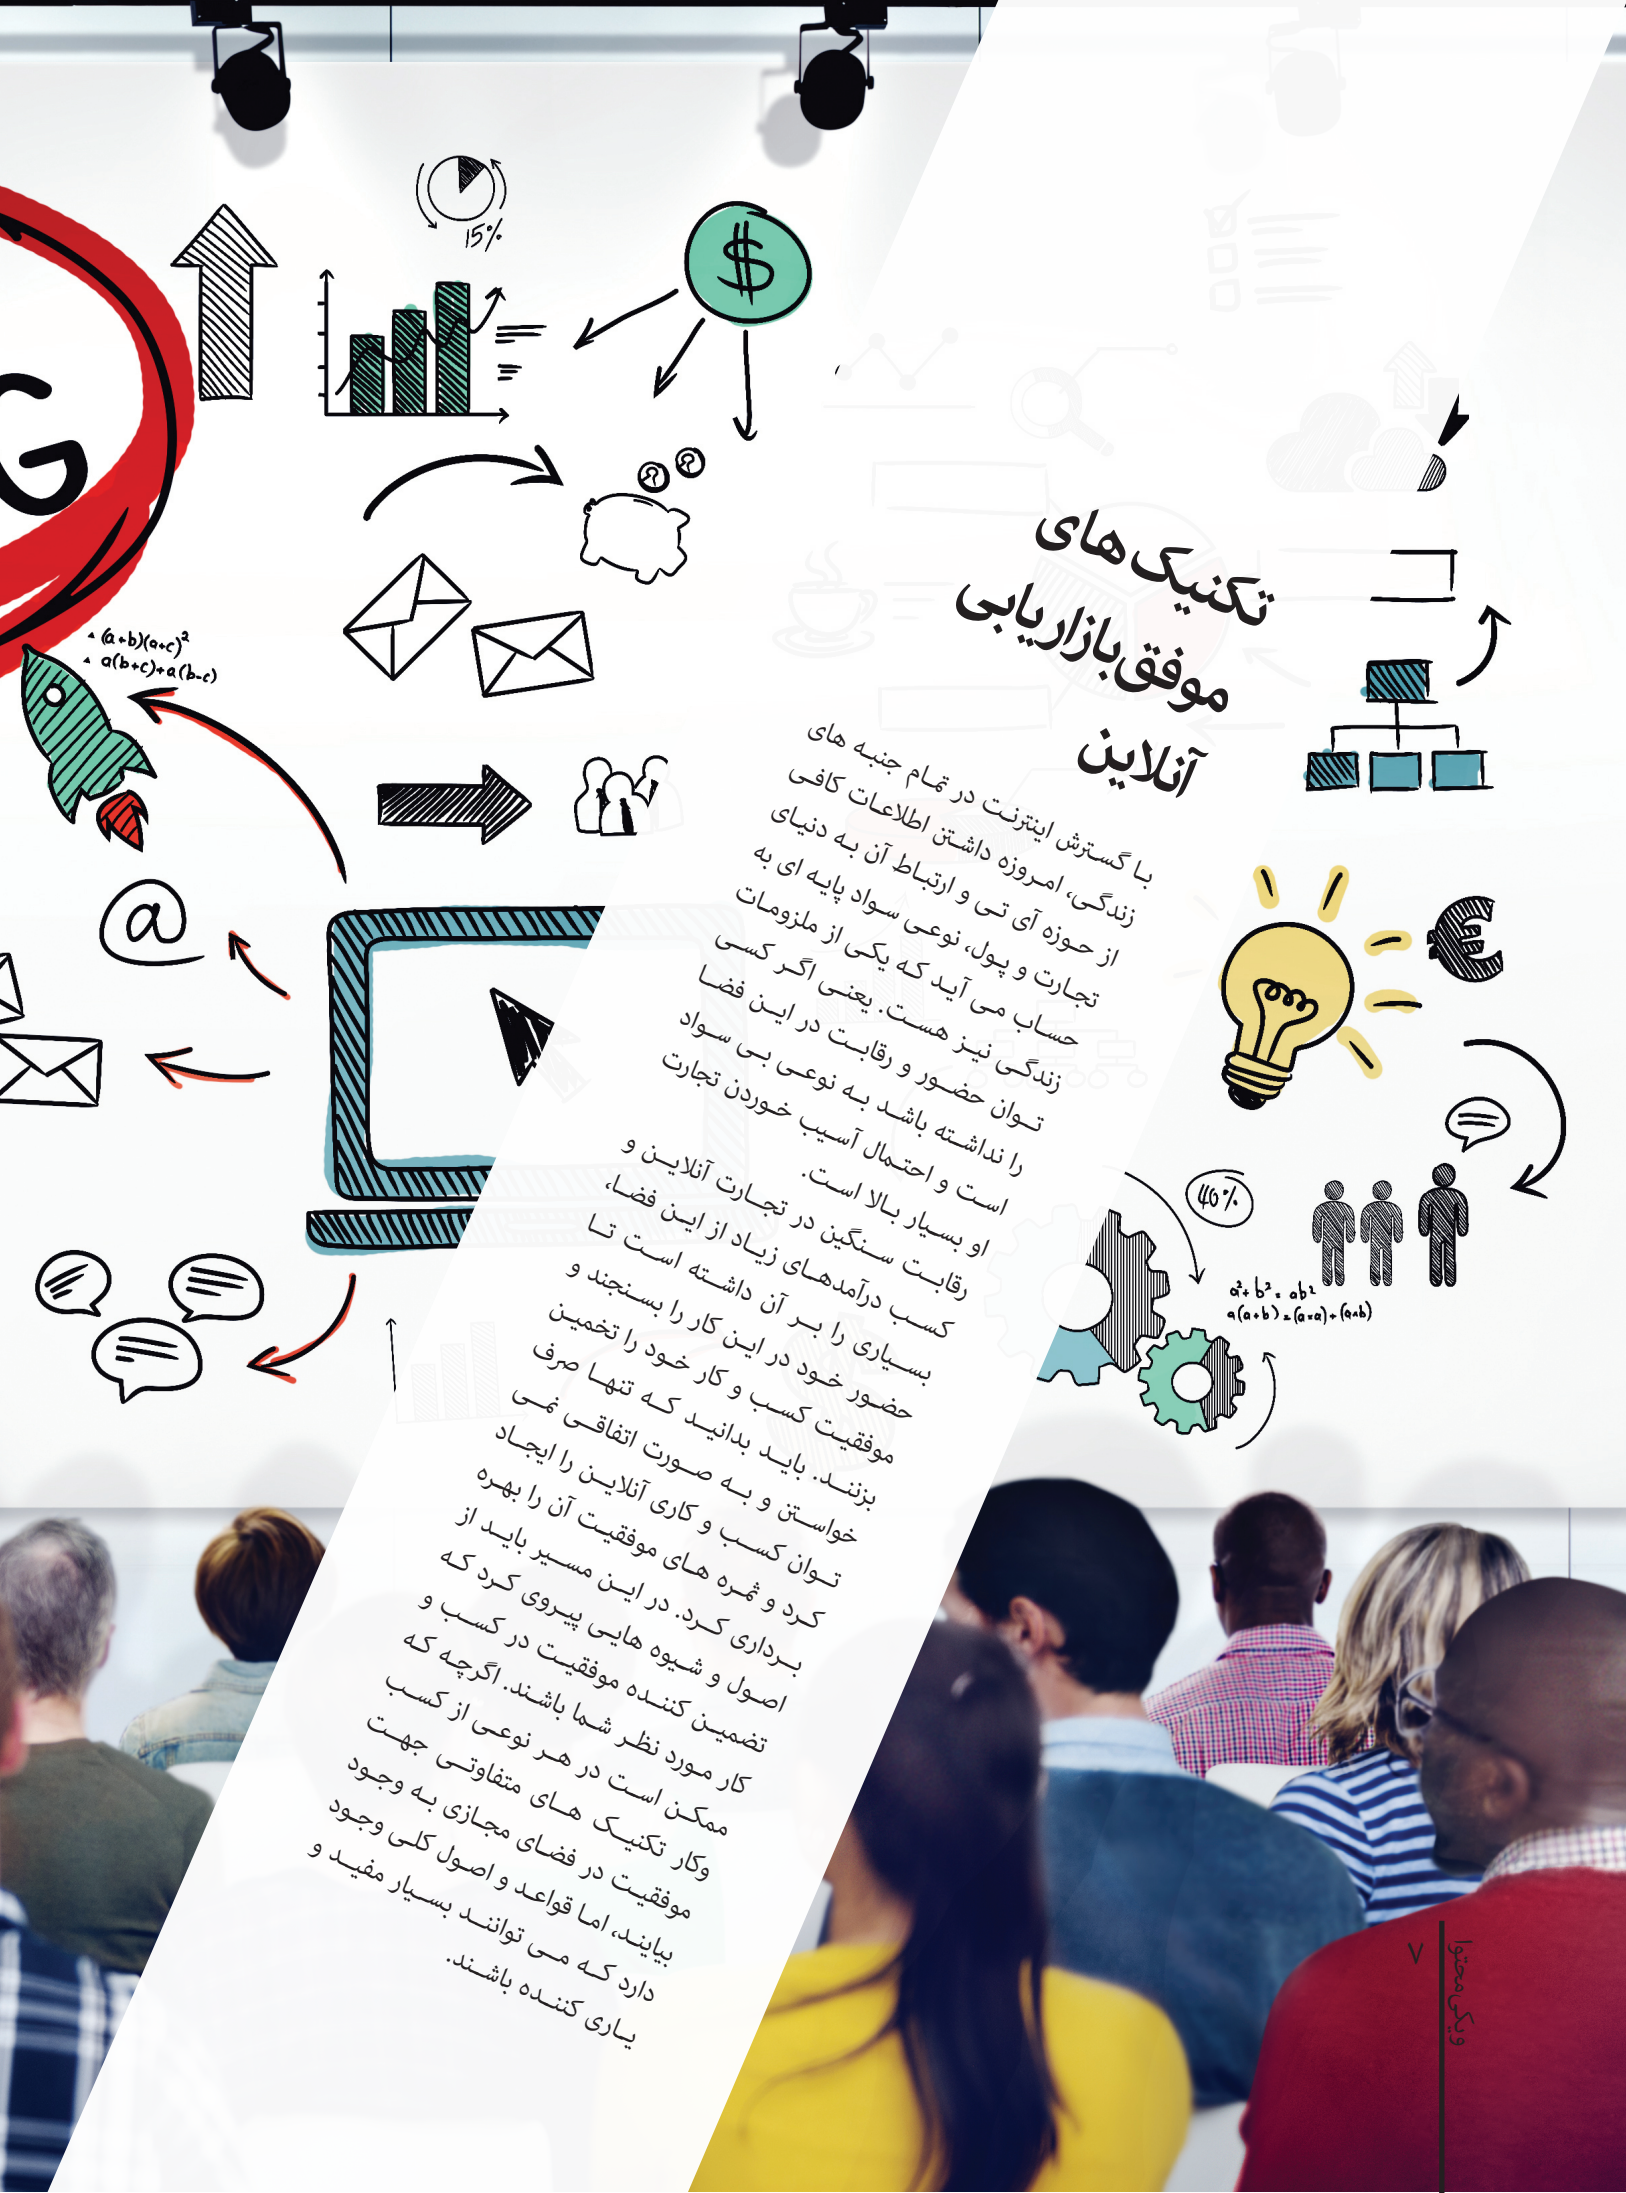 تکنیک‌های
موفق بازاریابی
آنلاین
با گسترش اینترنت در تمام جنبه های
زندگی، امروزه داشتن اطلاعات کافی
از حوزه آی تی و ارتباط آن به دنیای
تجارت و پول، نوعی سواد پایه ای به
حساب می آید که یکی از ملزومات
زندگی نیز هست. یعنی اگر کسی
توان حضور و رقابت در این فضا
را نداشته باشد به نوعی بی سواد
است و احتمال آسیب خوردن تجارت
او بسیار بالا است.
رقابت سنگین در تجارت آنلاین و
کسب درآمدهای زیاد از این فضا،
بسیاری را بر آن داشته است تا
حضور خود در این کار را بسنجند و
موفقیت کسب و کار خود را تخمین
بزنند. باید بدانید که تنها صرف
خواستن و به صورت اتفاقی نمی
توان کسب و کاری آنلاین را ایجاد
کرد و ثمره های موفقیت آن را بهره
برداری کرد. در این مسیر باید از
اصول و شیوه هایی پیروی کرد که
تضمین کننده موفقیت در کسب و
کار مورد نظر شما باشند. اگرچه که
ممکن است در هر نوعی از کسب
وکار تکنیک های متفاوتی جهت
موفقیت در فضای مجازی به وجود
بیایند، اما قواعد و اصول کلی وجود
دارد که می توانند بسیار مفید و
یاری کننده باشند.
G
15%
$
(a+b)(a+c)²
a(b+c)+a(b-c)
@
€
40%
a²+b²=ab²
a(a+b)=(a×a)+(a×b)
۷
ویکی‌محتوا